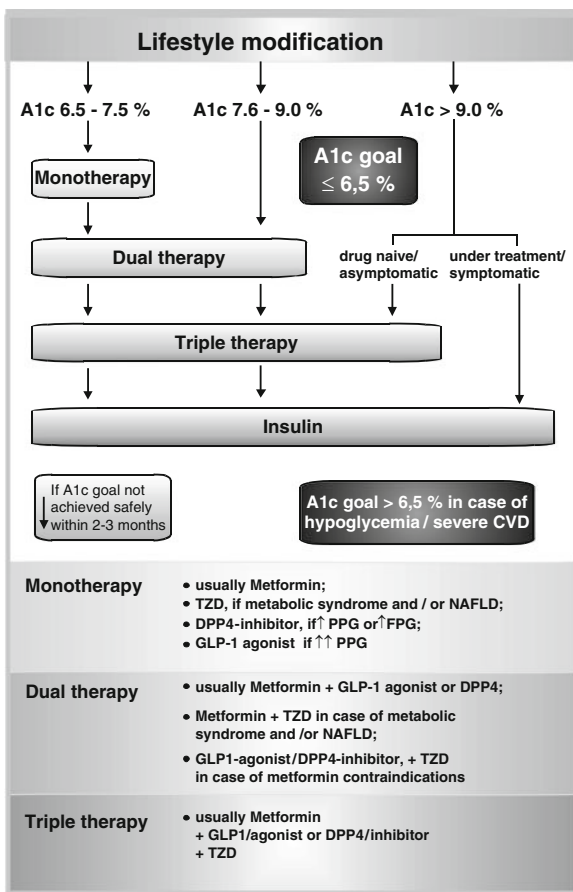 Lifestyle modification
A1c 6.5 - 7.5 %
A1c 7.6 - 9.0 %
A1c > 9.0 %
A1c goal
≤ 6,5 %
Monotherapy
Dual therapy
drug naive/
asymptomatic
under treatment/
symptomatic
Triple therapy
Insulin
If A1c goal not
achieved safely
within 2-3 months
A1c goal > 6,5 % in case of
hypoglycemia / severe CVD
Monotherapy
• usually Metformin;
• TZD, if metabolic syndrome and / or NAFLD;
• DPP4-inhibitor, if↑ PPG or↑FPG;
• GLP-1 agonist if ↑↑ PPG
Dual therapy
• usually Metformin + GLP-1 agonist or DPP4;
• Metformin + TZD in case of metabolic
syndrome and /or NAFLD;
• GLP1-agonist/DPP4-inhibitor, + TZD
in case of metformin contraindications
Triple therapy
• usually Metformin
+ GLP1/agonist or DPP4/inhibitor
+ TZD